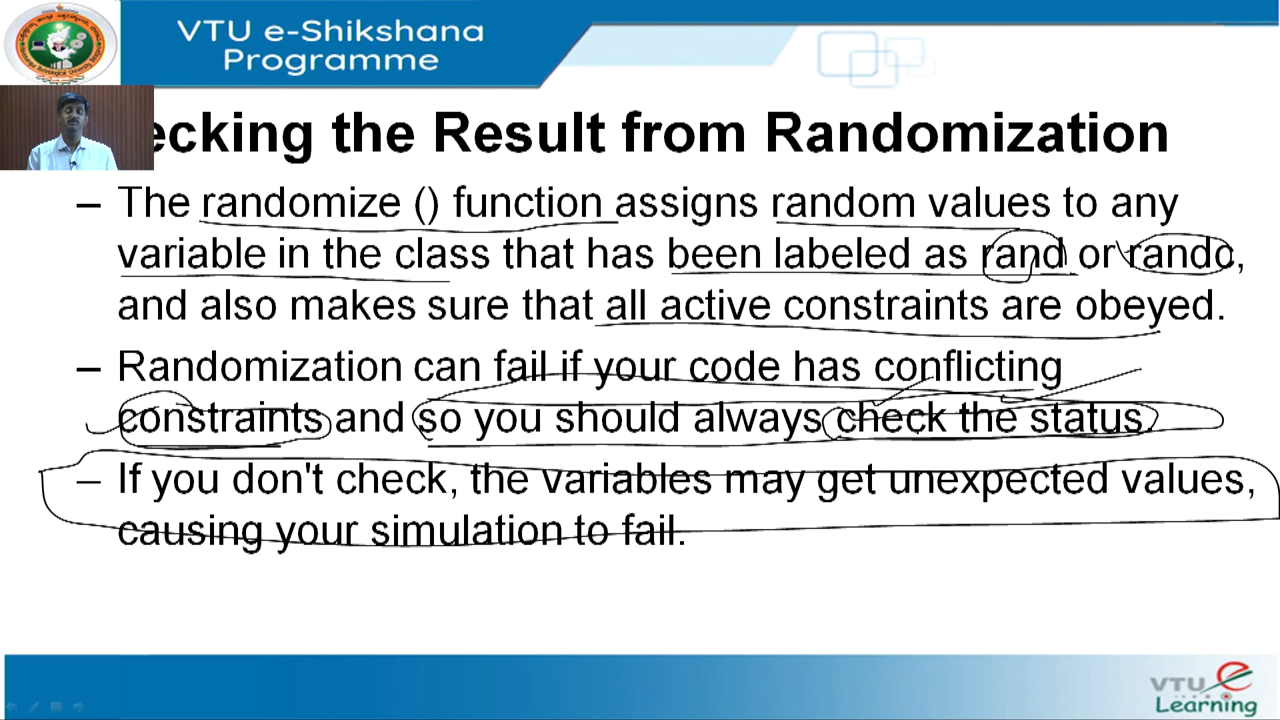 VTU e-Shikshana
Programme
ecking the Result from Randomization
– The randomize () function assigns random values to any
variable in the class that has been labeled as rand or randc,
and also makes sure that all active constraints are obeyed.
– Randomization can fail if your code has conflicting
constraints and so you should always check the status.
– If you don't check, the variables may get unexpected values,
causing your simulation to fail.
VTU e
Learning